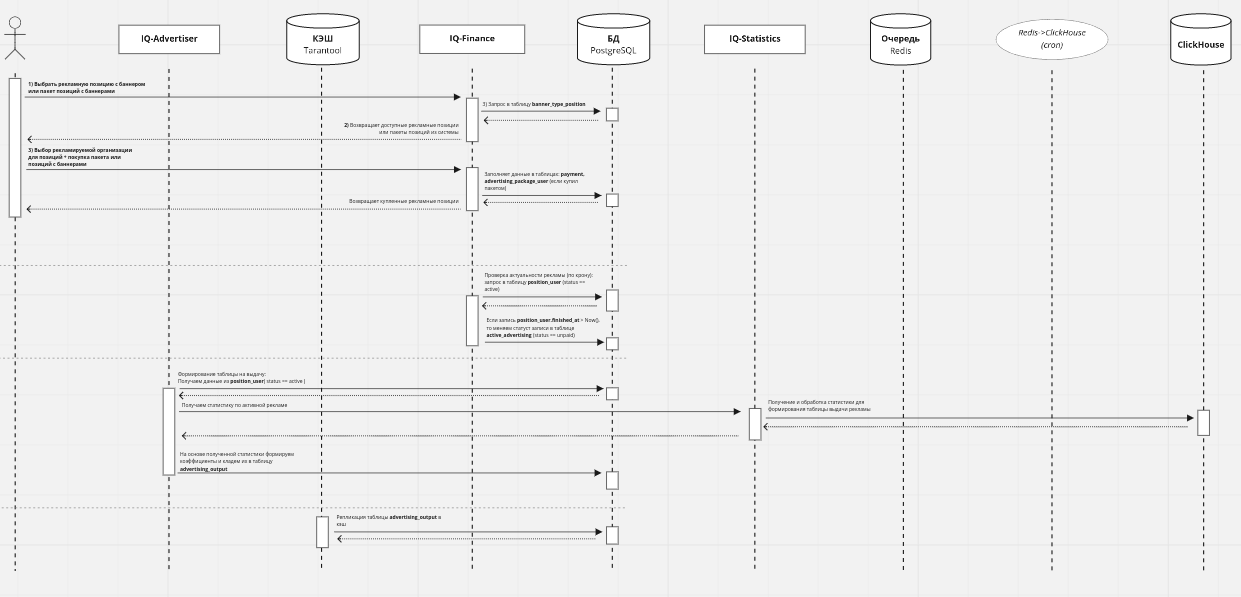 IQ-Advertiser
КЭШ
Tarantool
IQ-Finance
БД
PostgreSQL
IQ-Statistics
Очередь
Redis
Redis->ClickHouse
(cron)
ClickHouse
1) Выбрать рекламную позицию с баннером
или пакет позиций с баннерами
3) Запрос в таблицу banner_type_position
2) Возвращает доступные рекламные позиции
или пакеты позиций из системы
3) Выбор рекламируемой организации
для позиций + покупка пакета или
позиций с баннерами
Заполняет данные в таблицах: payment,
advertising_package_user (если купил
пакетом)
Возвращает купленные рекламные позиции
Проверка актуальности рекламы (по крону):
запрос в таблицу position_user (status ==
active)
Если запись position_user.finished_at > Now(),
то меняем статуст записи в таблице
active_advertising (status == unpaid)
Формирование таблицы на выдачу:
Получаем данные из position_user( status == active )
Получаем статистику по активной рекламе
Получение и обработка статистики для
формирования таблицы выдачи рекламы
На основе полученной статистики формируем
коэффициенты и кладем их в таблицу
advertising_output
Репликация таблицы advertising_output в
кэш